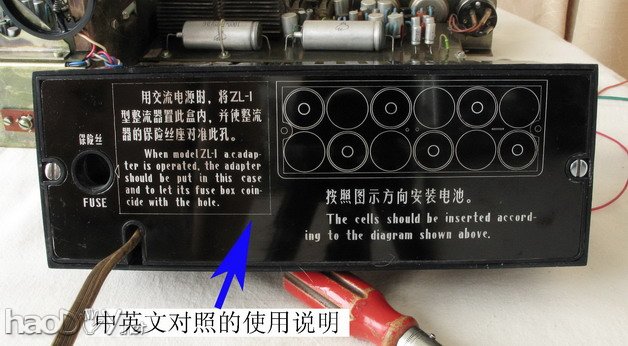 用交流电源时，将ZL-1
型整流器置此盒内，并使整流
器的保险丝座对准此孔。
When model ZL-1 a.c.adap-
ter is operated, the adapter
should be put in this case
and to let its fuse box coin-
cide with the hole.
保险丝
FUSE
按照图示方向安装电池。
The cells should be inserted accord-
ing to the diagram shown above.
中英文对照的使用说明